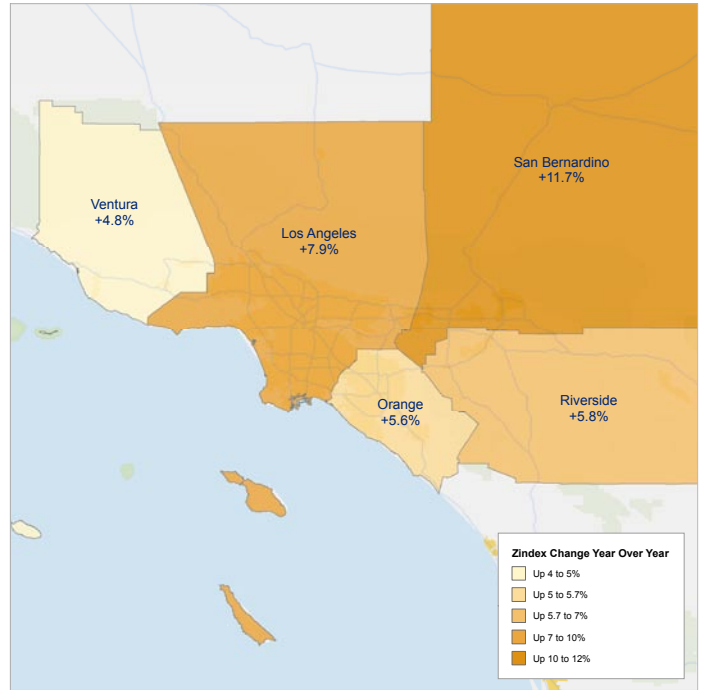 San Bernardino
+11.7%
Ventura
+4.8%
Los Angeles
+7.9%
Orange
+5.6%
Riverside
+5.8%
Zindex Change Year Over Year
Up 4 to 5%
Up 5 to 5.7%
Up 5.7 to 7%
Up 7 to 10%
Up 10 to 12%